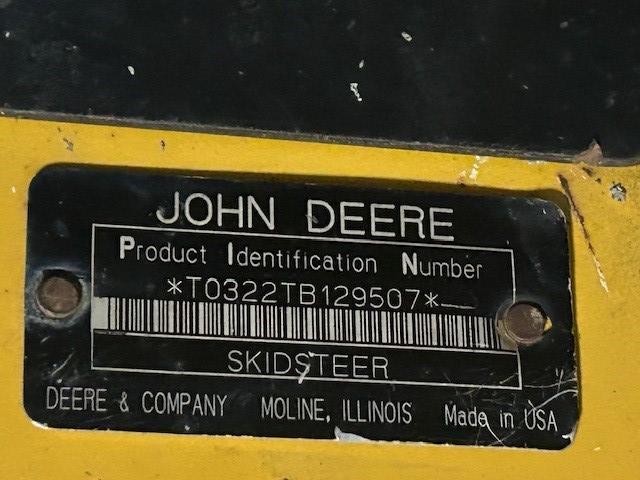 JOHN DEERE
Product Identification Number
*T0322TB129507*
SKIDSTEER
DEERE & COMPANY MOLINE, ILLINOIS Made in USA